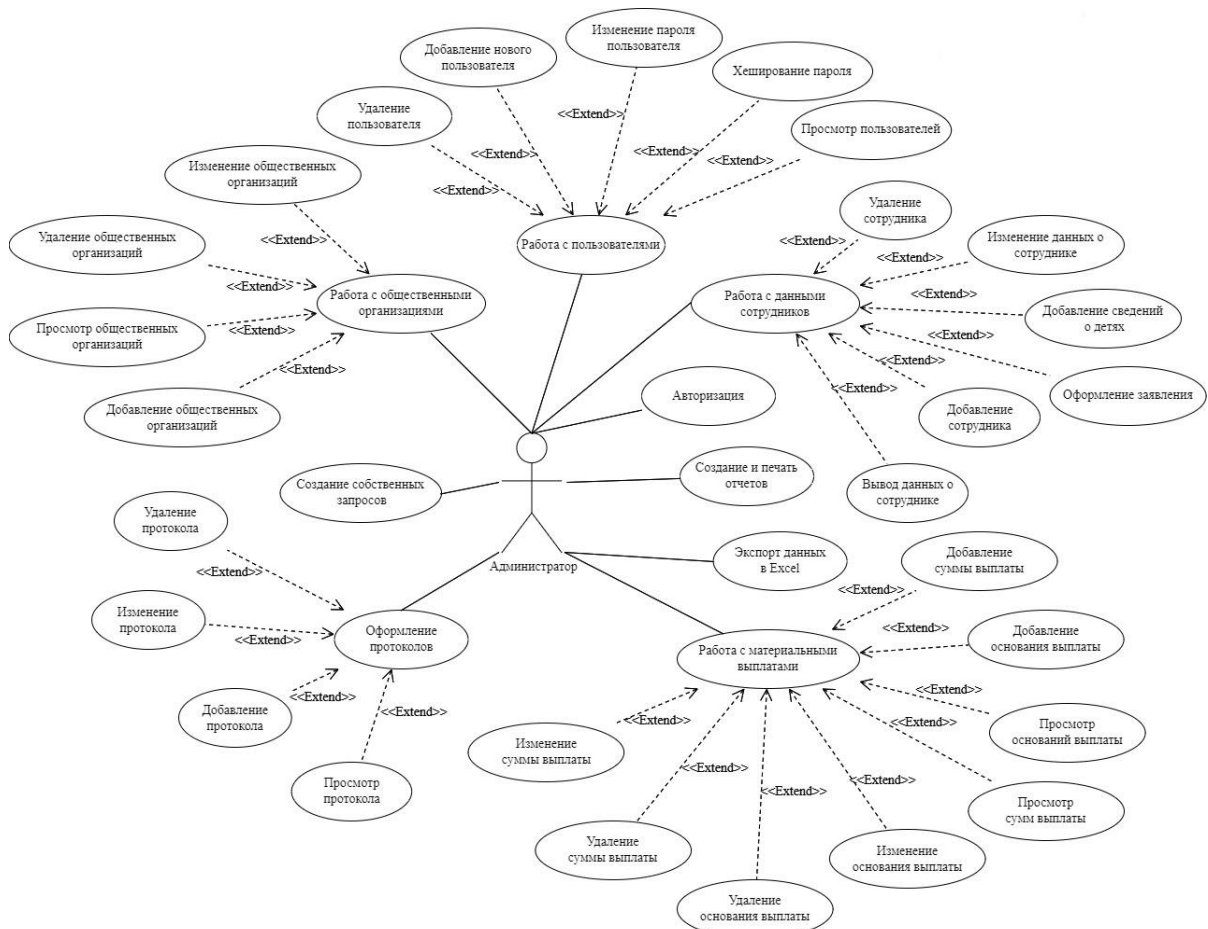 Изменение пароля
пользователя
Добавление нового
пользователя
Хеширование пароля
Удаление
пользователя
<<Extend>>
Просмотр пользователей
<<Extend>>
<<Extend>>
<<Extend>>
<<Extend>>
Изменение общественных
организаций
Удаление
сотрудника
Удаление общественных
организаций
<<Extend>>
Работа с пользователями
<<Extend>>
Изменение данных о
сотруднике
<<Extend>>
<<Extend>>
Работа с общественными
организациями
Работа с данными
сотрудников
<<Extend>>
Добавление сведений
о детях
Просмотр общественных
организаций
<<Extend>>
<<Extend>>
<<Extend>>
<<Extend>>
Оформление заявления
Добавление общественных
организаций
Авторизация
<<Extend>>
Добавление
сотрудника
Создание собственных
запросов
Создание и печать
отчетов
Вывод данных о
сотруднике
Удаление
протокола
Администратор
Экспорт данных
в Excel
Добавление
суммы выплаты
<<Extend>>
<<Extend>>
Изменение
протокола
<<Extend>>
Оформление
протоколов
Работа с материальными
выплатами
<<Extend>>
Добавление
основания выплаты
Добавление
протокола
<<Extend>>
<<Extend>>
<<Extend>>
<<Extend>>
Просмотр
оснований выплаты
Изменение
суммы выплаты
<<Extend>>
<<Extend>>
<<Extend>>
<<Extend>>
Просмотр
протокола
<<Extend>>
Просмотр
сумм выплаты
Удаление
суммы выплаты
Изменение
основания выплаты
Удаление
основания выплаты